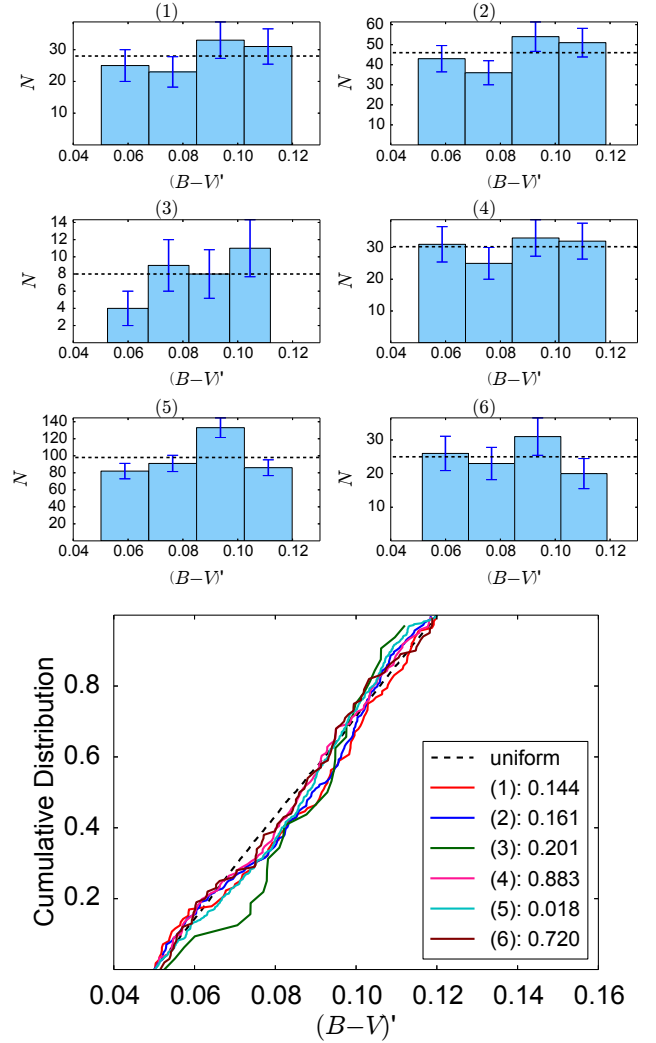 (1)
(2)
30
20
10
N
0.04 0.06 0.08 0.10 0.12
(B−V)'
60
50
40
30
20
10
N
0.04 0.06 0.08 0.10 0.12
(B−V)'
(3)
(4)
14
12
10
8
6
4
2
N
0.04 0.06 0.08 0.10 0.12
(B−V)'
30
20
10
N
0.04 0.06 0.08 0.10 0.12
(B−V)'
(5)
(6)
140
120
100
80
60
40
20
N
0.04 0.06 0.08 0.10 0.12
(B−V)'
30
20
10
N
0.04 0.06 0.08 0.10 0.12
(B−V)'
0.8
0.6
0.4
0.2
Cumulative Distribution
uniform
(1): 0.144
(2): 0.161
(3): 0.201
(4): 0.883
(5): 0.018
(6): 0.720
0.04 0.06 0.08 0.10 0.12 0.14 0.16
(B−V)'